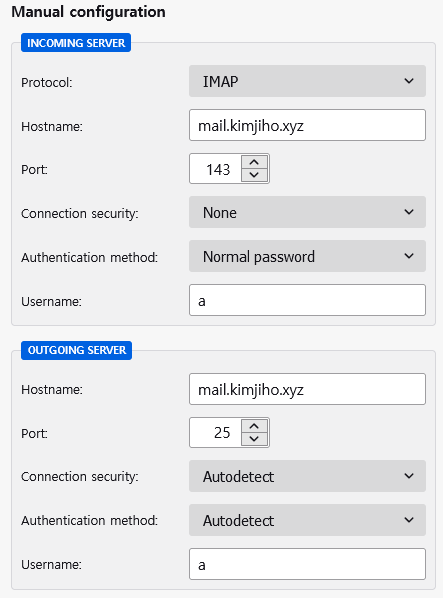 Manual configuration
INCOMING SERVER
Protocol: IMAP
Hostname: mail.kimjiho.xyz
Port: 143
Connection security: None
Authentication method: Normal password
Username: a
OUTGOING SERVER
Hostname: mail.kimjiho.xyz
Port: 25
Connection security: Autodetect
Authentication method: Autodetect
Username: a